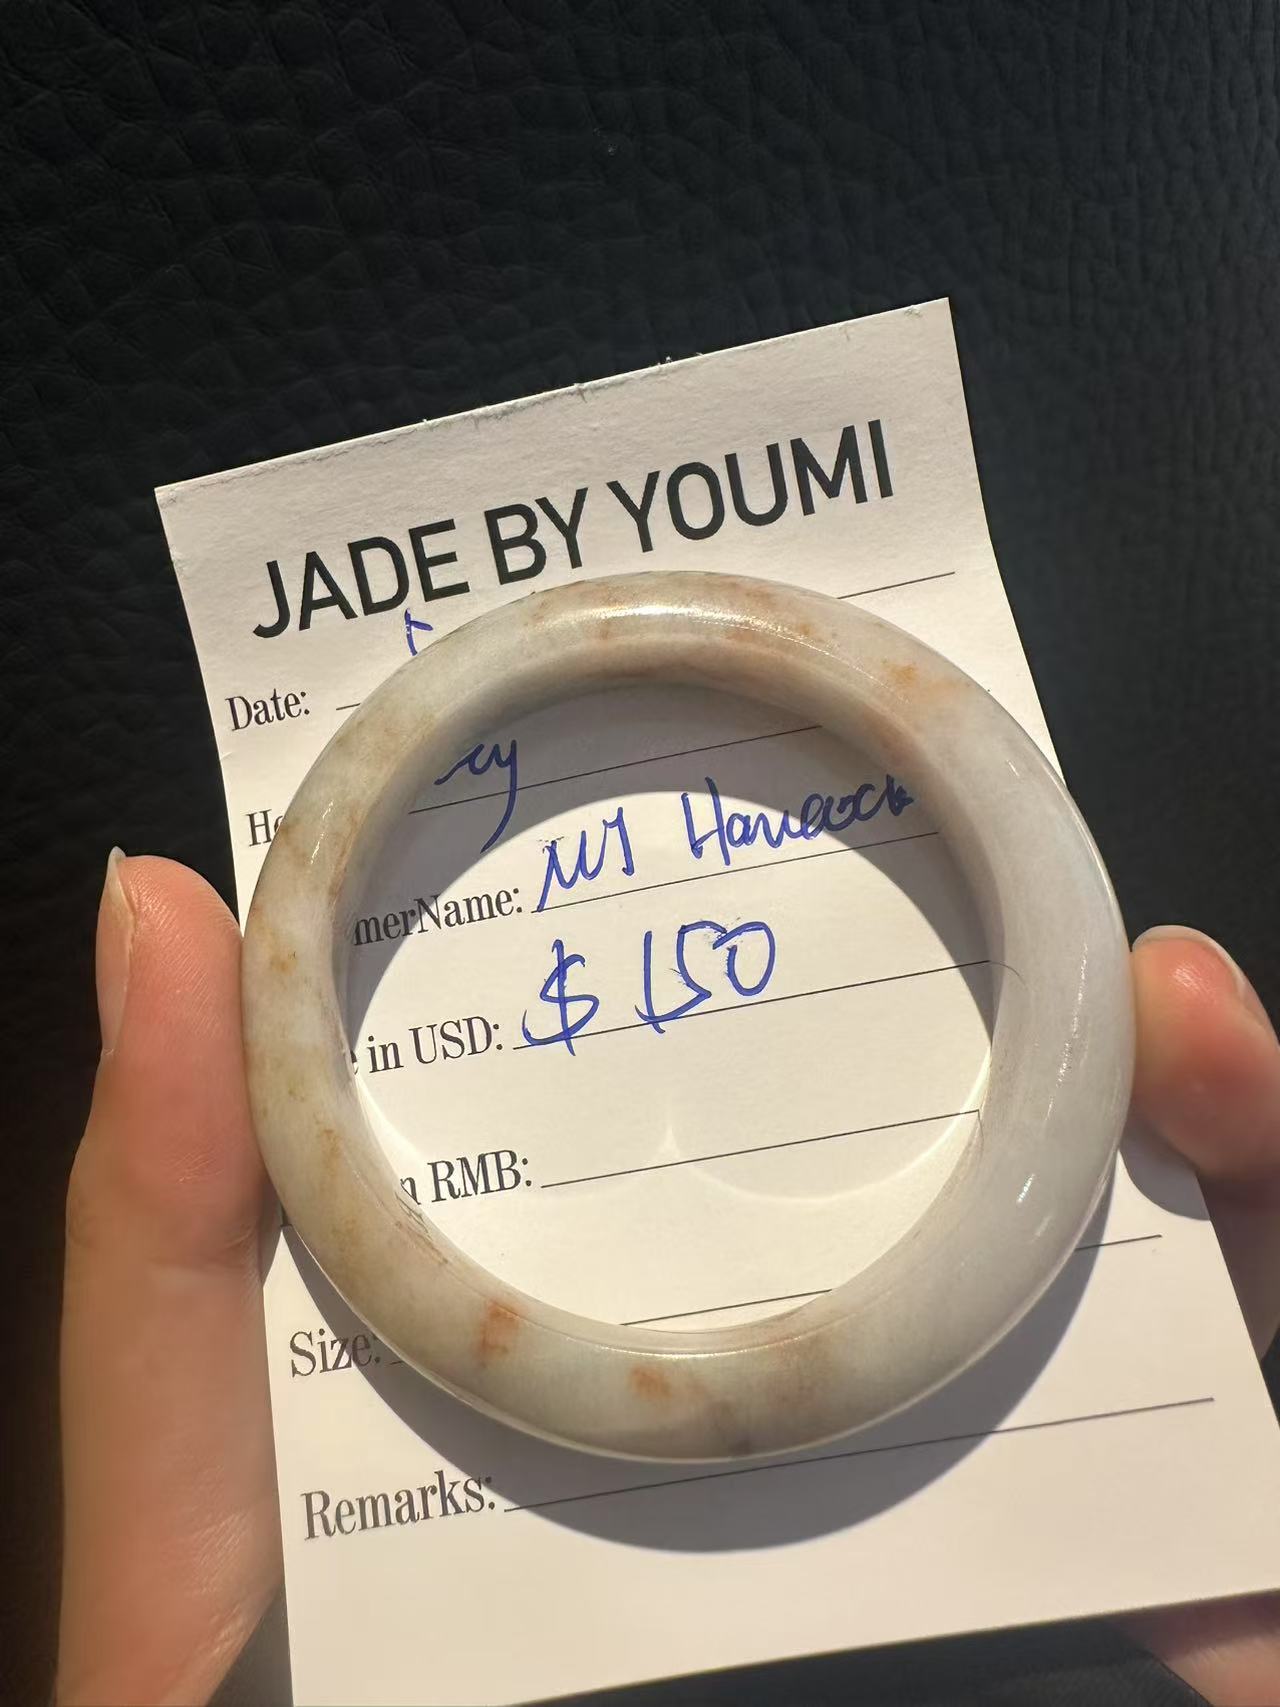 JADE BY YOUMI
Date:
merName: MJ Hancock
in USD: $150
RMB:
Size:
Remarks: